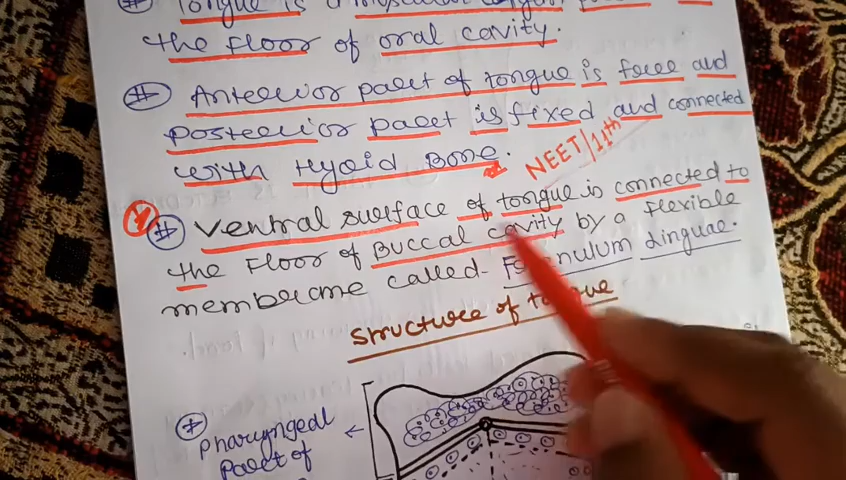 # Tongue is a muscular organ
the floor of oral cavity.
# Anterior part of tongue is free and
posterior part is fixed and connected
with Hyoid Bone.
NEET/11th
# Ventral surface of tongue is connected to
the floor of Buccal cavity by a flexible
membrane called Linguae.
Structure of tongue
* Pharyngeal
part of